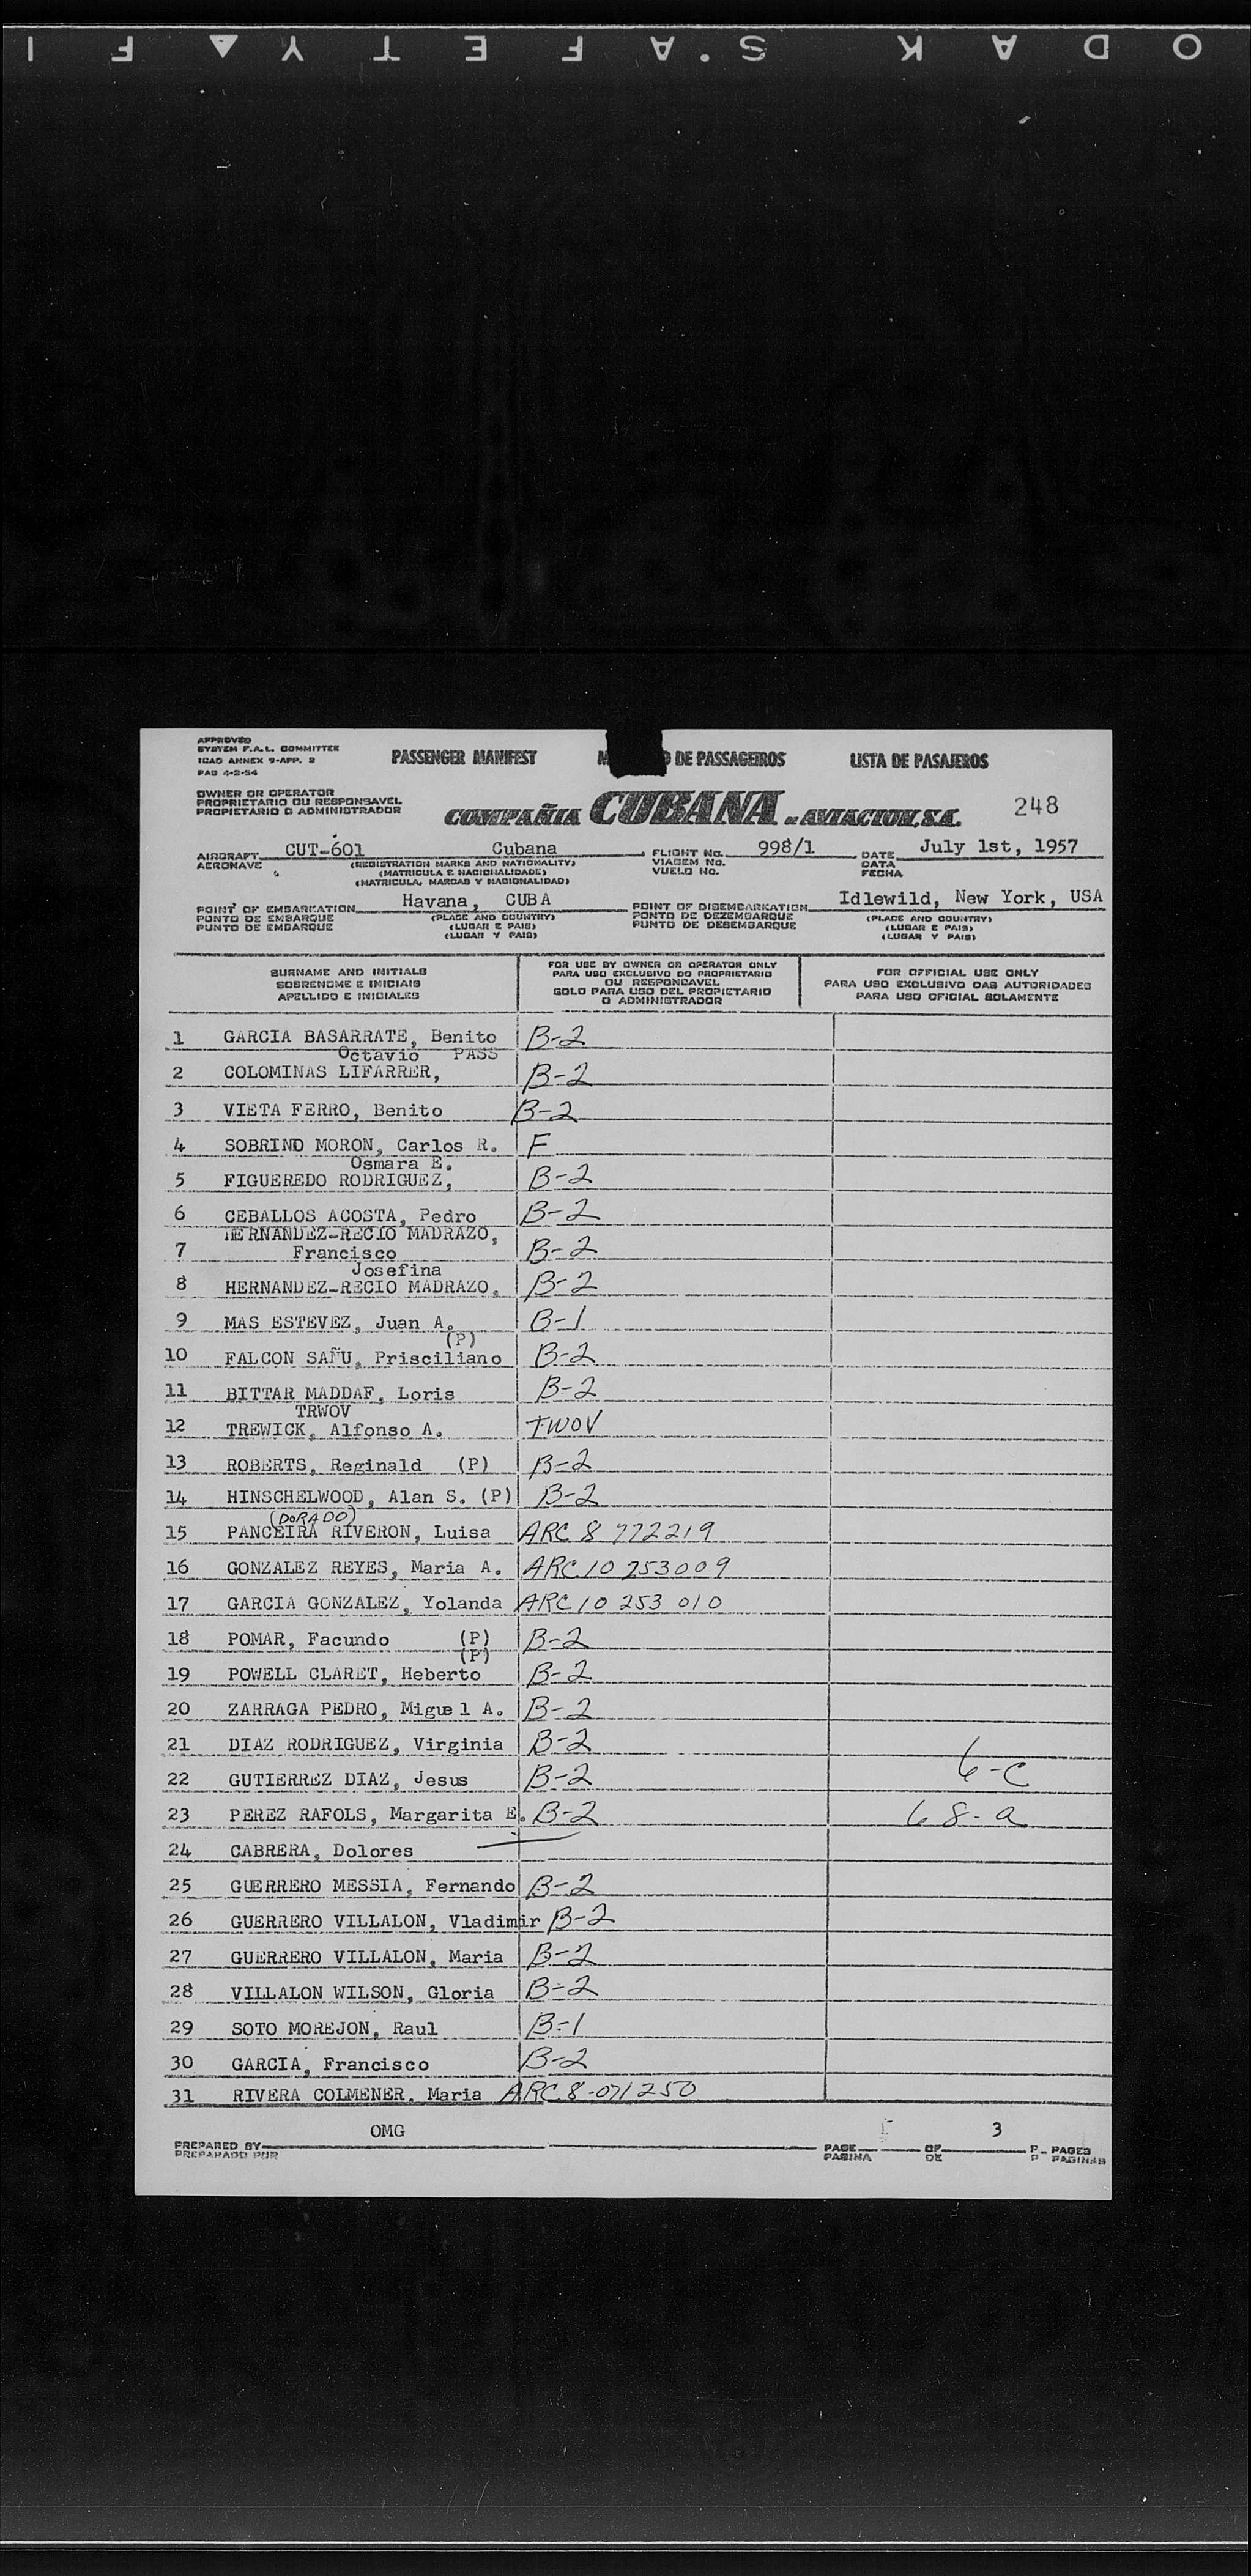 KODAK SAFETY FI
APPROVED
SYSTEM F.A.L. COMMITTEE
ICAO ANNEX 9-APP. 2
PAB 4-2-54
PASSENGER MANIFEST DE PASSAGEIROS LISTA DE PASAJEROS
OWNER OR OPERATOR
PROPRIETARIO OU RESPONSAVEL
PROPIETARIO O ADMINISTRADOR
COMPAÑIA CUBANA DE AVIACION, S.A. 248
AIRCRAFT CUT-601 Cubana FLIGHT No. 998/1 DATE July 1st, 1957
AERONAVE (REGISTRATION MARKS AND NATIONALITY) VIAGEM No. DATA
(MATRICULA E NACIONALIDADE) VUELO No. FECHA
(MATRICULA, MARCAS Y NACIONALIDAD)
POINT OF EMBARKATION Havana, CUBA POINT OF DISEMBARKATION Idlewild, New York, USA
PONTO DE EMBARQUE (PLACE AND COUNTRY) PONTO DE DEZEMBARQUE (PLACE AND COUNTRY)
PUNTO DE EMBARQUE (LUGAR E PAIS) PUNTO DE DESEMBARQUE (LUGAR E PAIS)
(LUGAR Y PAIS) (LUGAR Y PAIS)
SURNAME AND INITIALS
SOBRENOME E INICIAIS
APELLIDO E INICIALES
FOR USE BY OWNER OR OPERATOR ONLY
PARA USO EXCLUSIVO DO PROPRIETARIO
OU RESPONCAVEL
SOLO PARA USO DEL PROPIETARIO
O ADMINISTRADOR
FOR OFFICIAL USE ONLY
PARA USO EXCLUSIVO DAS AUTORIDADES
PARA USO OFICIAL SOLAMENTE
1 GARCIA BASARRATE, Benito B-2
Octavio PASS
2 COLOMINAS LIFARRER, B-2
3 VIETA FERRO, Benito B-2
4 SOBRIND MORON, Carlos R. F
Osmara E.
5 FIGUEREDO RODRIGUEZ, B-2
6 CEBALLOS ACOSTA, Pedro B-2
HERNANDEZ-RECIO MADRAZO,
7 Francisco B-2
Josefina
8 HERNANDEZ-RECIO MADRAZO, B-2
9 MAS ESTEVEZ, Juan A. B-1
(P)
10 FALCON SAÑU, Prisciliano B-2
11 BITTAR MADDAF, Loris B-2
TRWOV
12 TREWICK, Alfonso A. TWOV
13 ROBERTS, Reginald (P) B-2
14 HINSCHELWOOD, Alan S. (P) B-2
(DORADO)
15 PANCEIRA RIVERON, Luisa ARC 8 772219
16 GONZALEZ REYES, Maria A. ARC 10 253009
17 GARCIA GONZALEZ, Yolanda ARC 10 253 010
18 POMAR, Facundo (P) B-2
(P)
19 POWELL CLARET, Heberto B-2
20 ZARRAGA PEDRO, Miguel A. B-2
21 DIAZ RODRIGUEZ, Virginia B-2
22 GUTIERREZ DIAZ, Jesus B-2 6-C
23 PEREZ RAFOLS, Margarita E. B-2 68-a
24 CABRERA, Dolores
25 GUERRERO MESSIA, Fernando B-2
26 GUERRERO VILLALON, Vladimir B-2
27 GUERRERO VILLALON, Maria B-2
28 VILLALON WILSON, Gloria B-2
29 SOTO MOREJON, Raul B-1
30 GARCIA, Francisco B-2
31 RIVERA COLMENER. Maria ARC 8-071250
OMG 3
PREPARED BY PAGE OF P. PAGES
PREPARADO POR PAGINA DE P PAGINAS